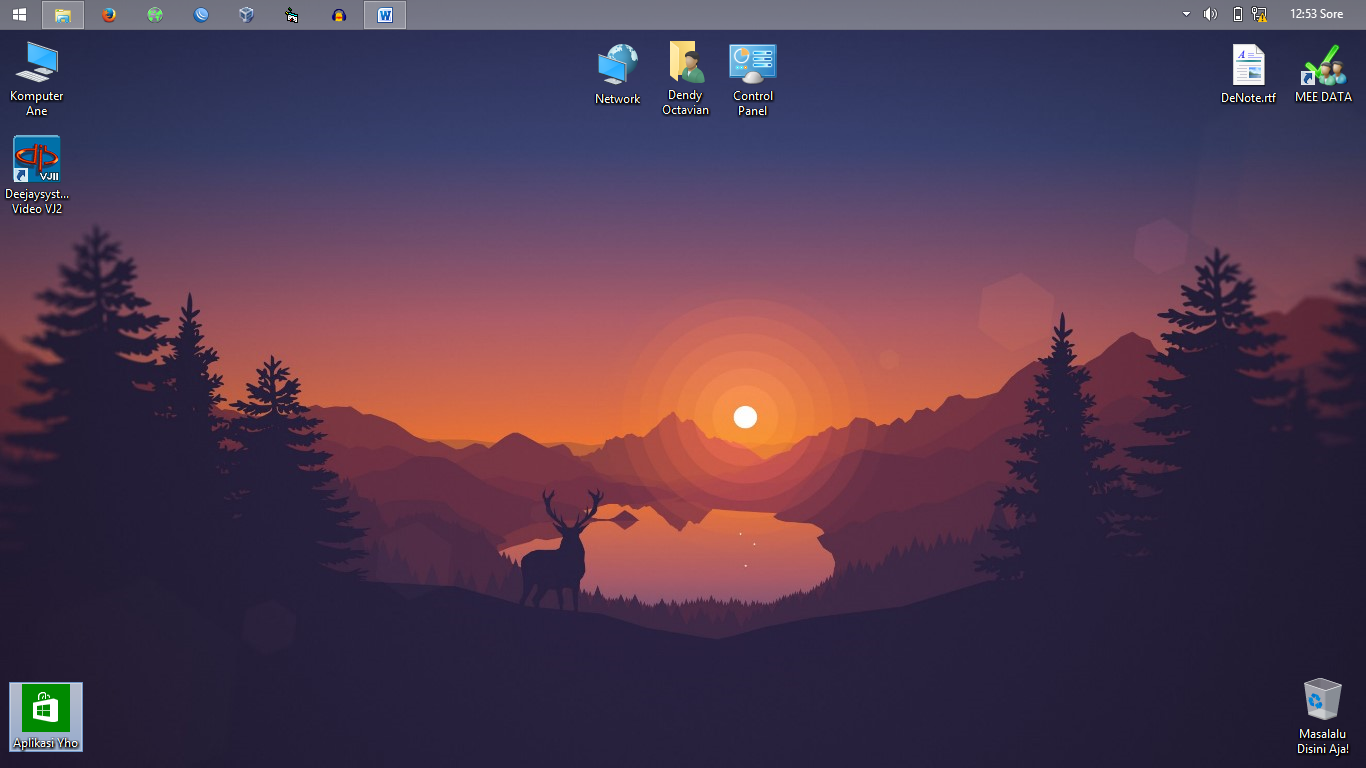 12:53 Sore
Komputer
Ane
Network
Dendy
Octavian
Control
Panel
DeNote.rtf
MEE DATA
VJII
Deejaysyst...
Video VJ2
Aplikasi Yho
Masalalu
Disini Aja!